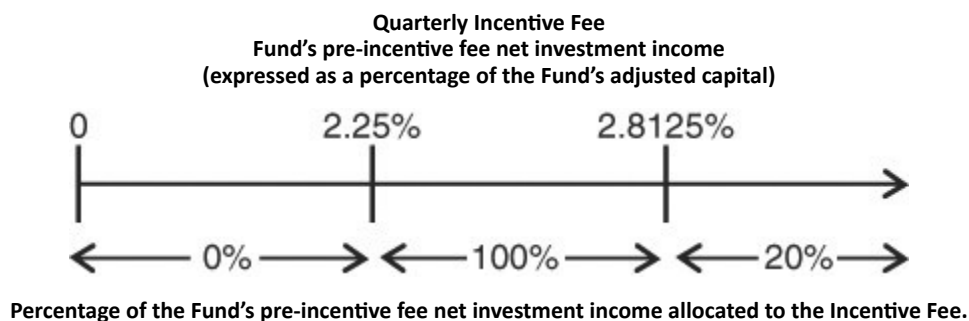 Quarterly Incentive Fee
Fund’s pre-incentive fee net investment income
(expressed as a percentage of the Fund’s adjusted capital)
0 2.25% 2.8125%
0% 100% 20%
Percentage of the Fund’s pre-incentive fee net investment income allocated to the Incentive Fee.